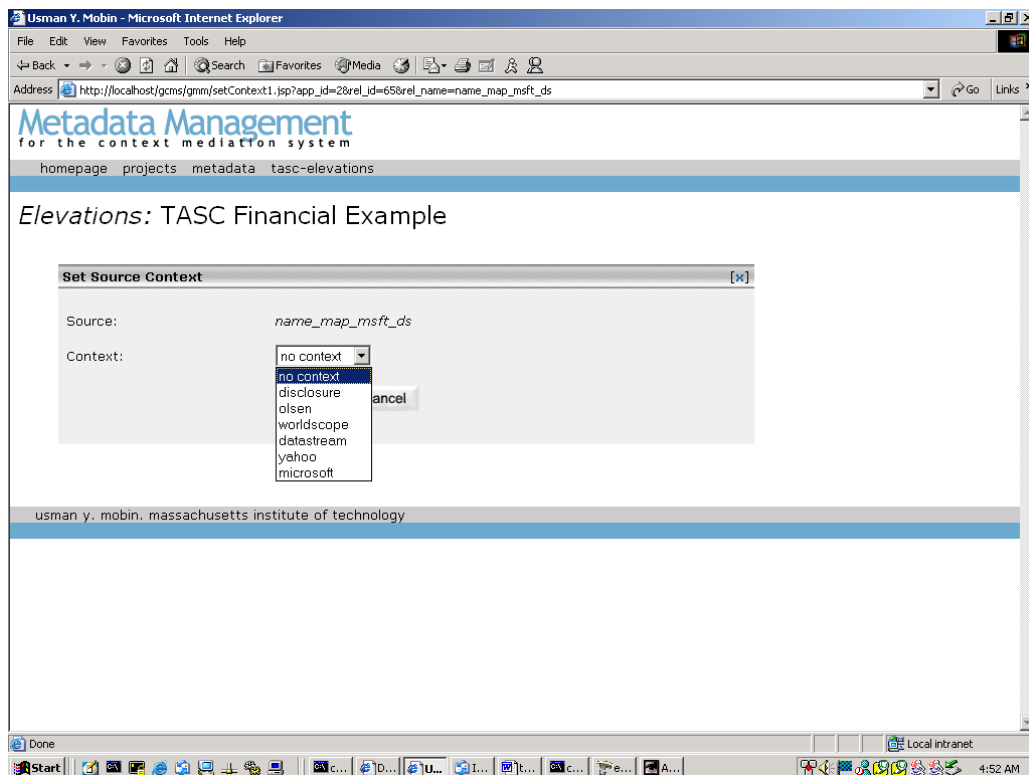 Usman Y. Mobin - Microsoft Internet Explorer
File Edit View Favorites Tools Help
Back Search Favorites Media
Address http://localhost/gcms/gmm/setContext1.jsp?app_id=2&rel_id=65&rel_name=name_map_msft_ds Go Links
Metadata Management
for the context mediation system
homepage projects metadata tasc-elevations
Elevations: TASC Financial Example
Set Source Context [x]
Source: name_map_msft_ds
Context: no context
no context
disclosure
ancel
olsen
worldscope
datastream
yahoo
microsoft
usman y. mobin. massachusetts institute of technology
Done Local intranet
Start c... D... U... I... t... c... e... A... 4:52 AM